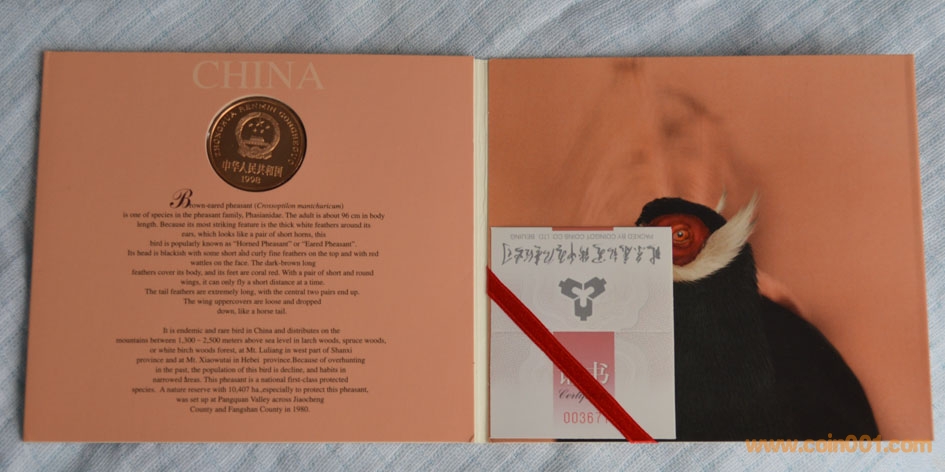 CHINA
ZHONGHUA RENMIN GONGHEGUO
中华人民共和国
1998
Brown-eared pheasant (Crossoptilon mantchuricum)
is one of species in the pheasant family, Phasianidae. The adult is about 96 cm in body
length. Because its most striking feature is the thick white feathers around its
ears, which looks like a pair of short horns, this
bird is popularly known as "Horned Pheasant" or "Eared Pheasant".
Its head is blackish with some short and curly fine feathers on the top and with red
wattles on the face. The dark-brown long
feathers cover its body, and its feet are coral red. With a pair of short and round
wings, it can only fly a short distance at a time.
The tail feathers are extremely long, with the central two pairs end up.
The wing uppercovers are loose and dropped
down, like a horse tail.
It is endemic and rare bird in China and distributes on the
mountains between 1,300 - 2,500 meters above sea level in larch woods, spruce woods,
or white birch woods forest, at Mt. Luliang in west part of Shanxi
province and at Mt. Xiaowutai in Hebei province.Because of overhunting
in the past, the population of this bird is decline, and habits in
narrowed areas. This pheasant is a national first-class protected
species. A nature reserve with 10,407 ha.,especially to protect this pheasant,
was set up at Pangquan Valley across Jiaocheng
County and Fangshan County in 1980.
PACKED BY COINGOT COINS CO. BEIJING
书
00367
www.coin001.com